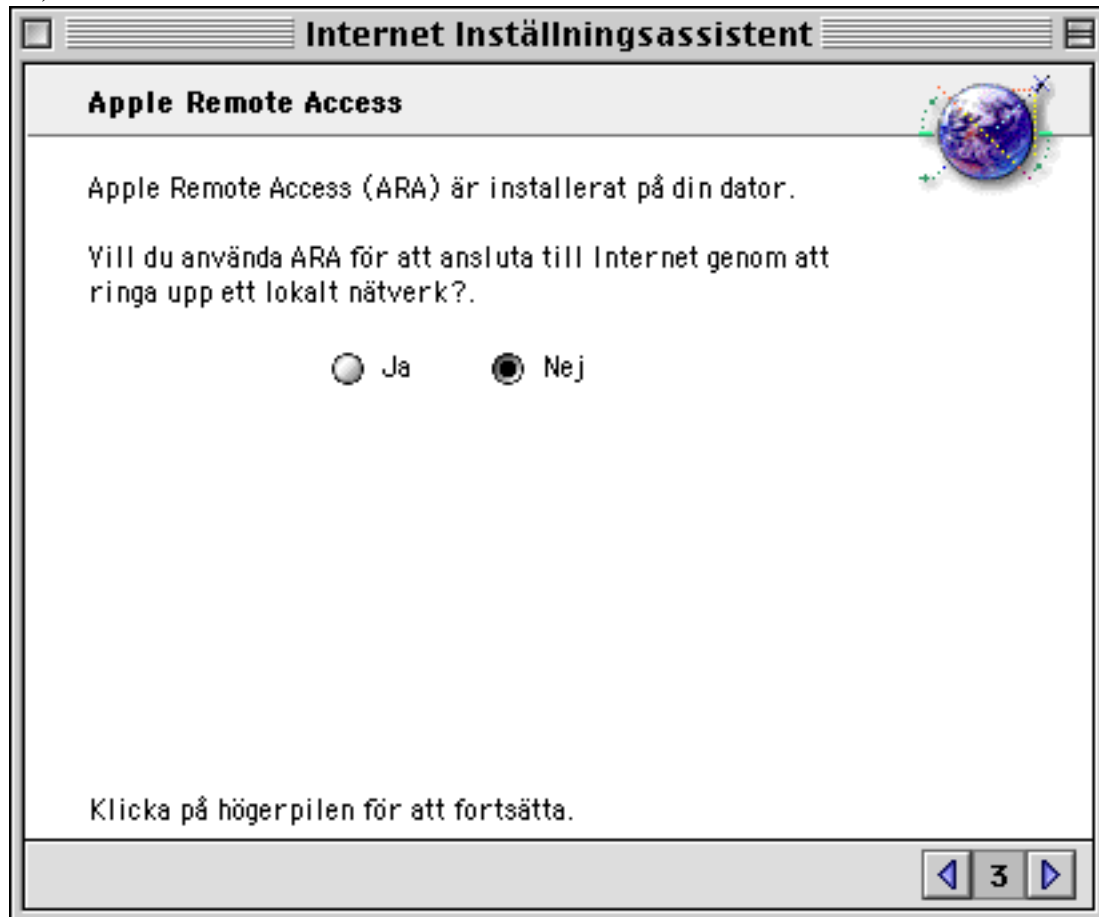 Internet Inställningsassistent
Apple Remote Access
Apple Remote Access (ARA) är installerat på din dator.
Vill du använda ARA för att ansluta till Internet genom att
ringa upp ett lokalt nätverk?.
Ja Nej
Klicka på högerpilen för att fortsätta.
3